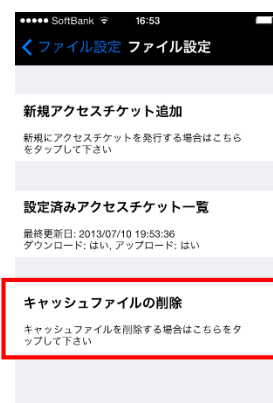 ●●●●● SoftBank 16:53
ファイル設定 ファイル設定
新規アクセスチケット追加
新規にアクセスチケットを発行する場合はこちら
をタップして下さい
設定済みアクセスチケット一覧
最終更新日: 2013/07/10 19:53:36
ダウンロード: はい, アップロード: はい
キャッシュファイルの削除
キャッシュファイルを削除する場合はこちらをタ
ップして下さい